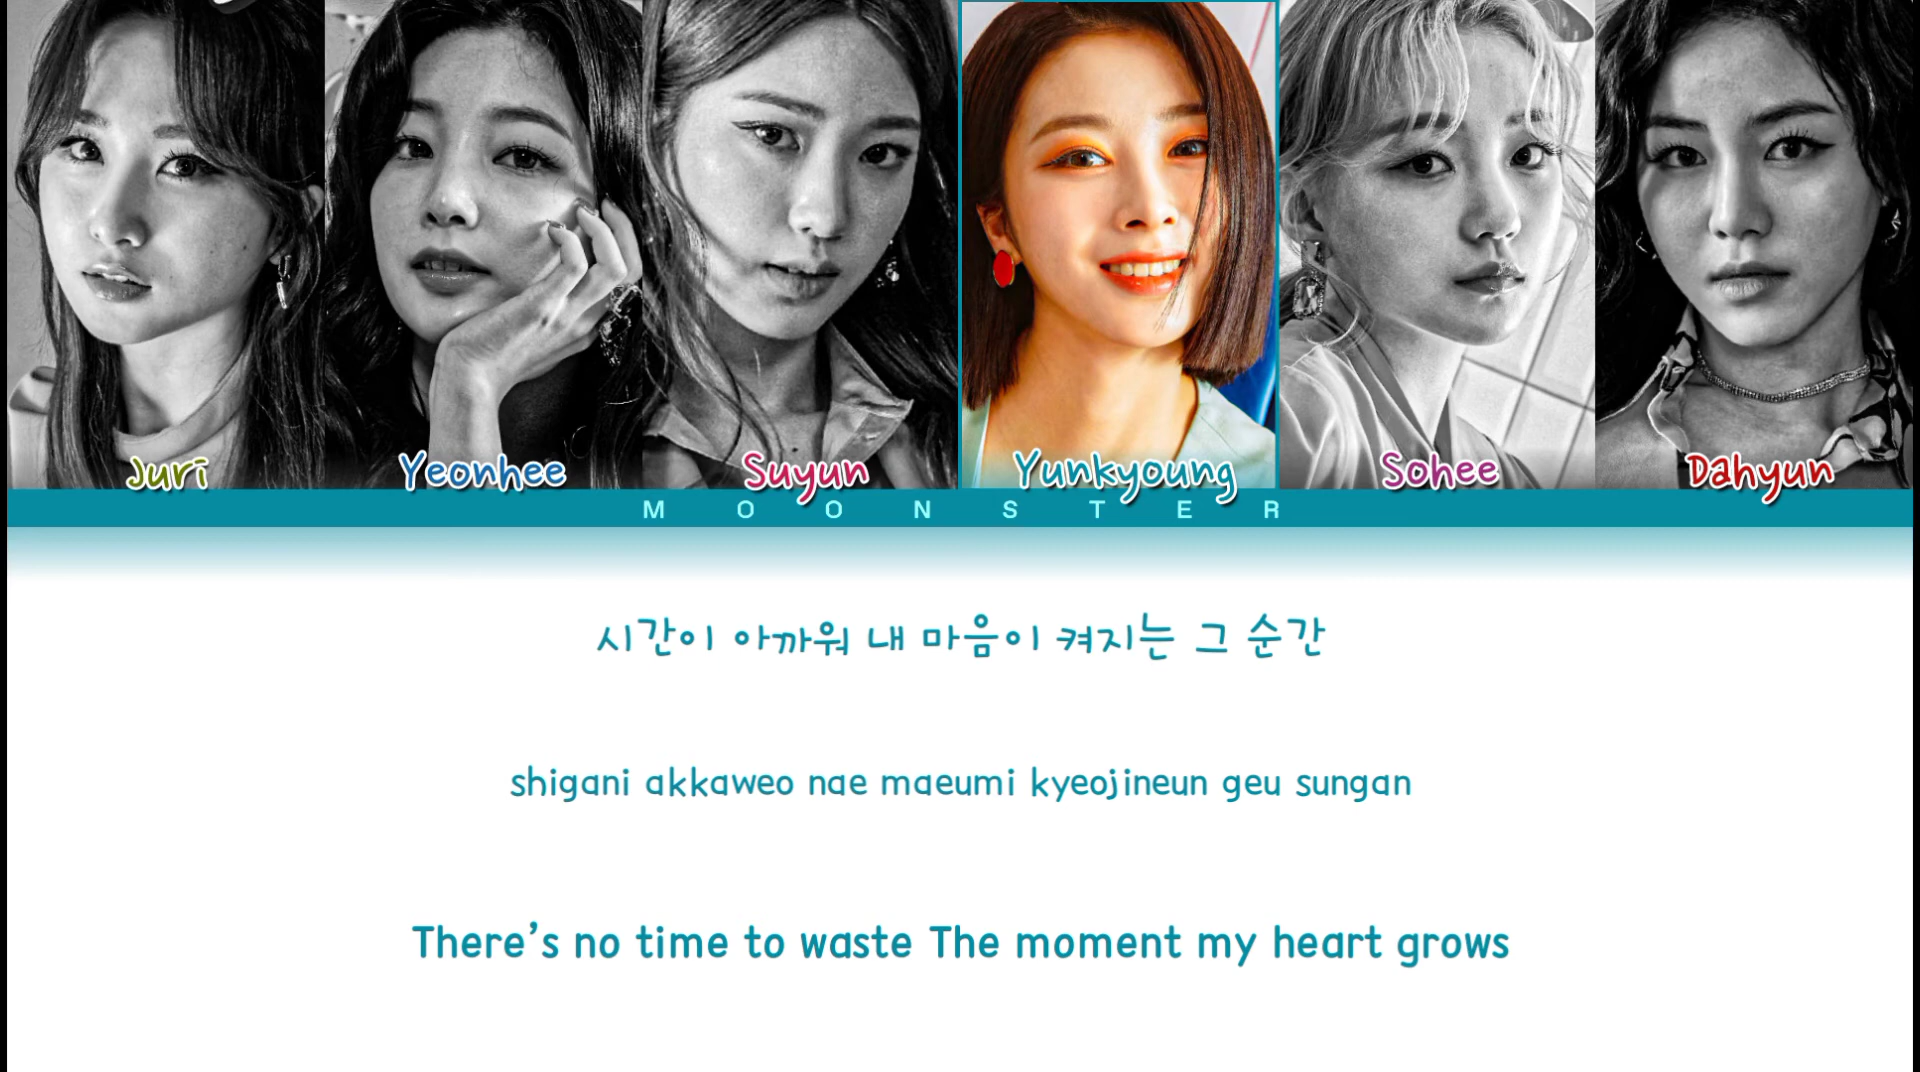 Juri Yeonhee Suyun Yunkyoung Sohee Dahyun
MOONSTER
시간이 아까워 내 마음이 켜지는 그 순간
shigani akkaweo nae maeumi kyeojineun geu sungan
There's no time to waste The moment my heart grows